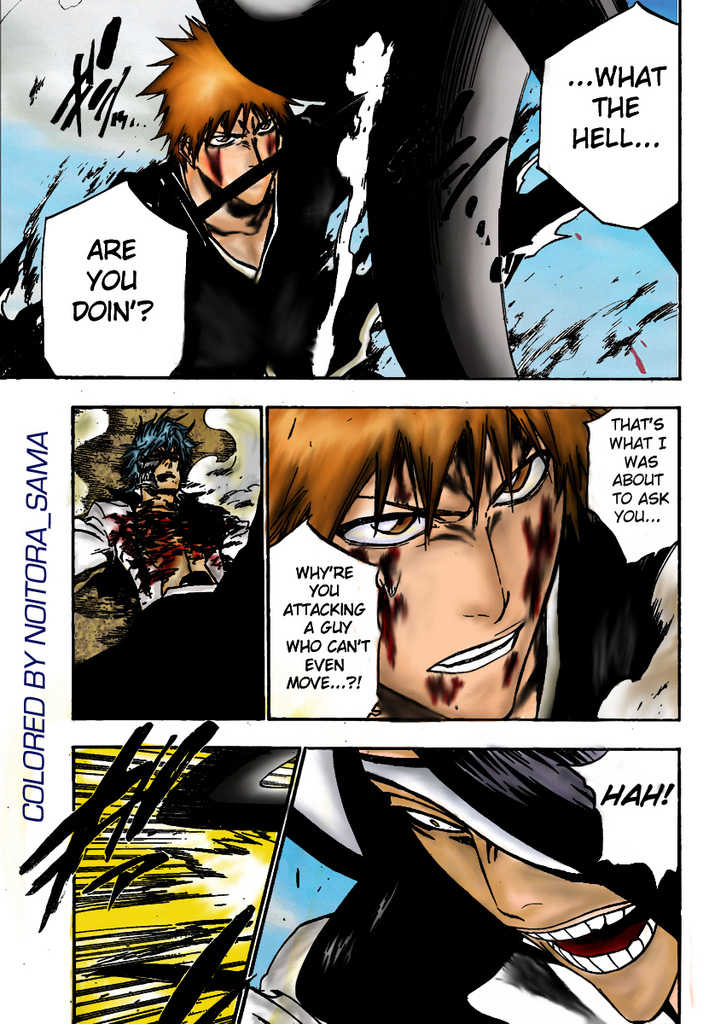 ...WHAT
THE
HELL...
ARE
YOU
DOIN'?
THAT'S
WHAT I
WAS
ABOUT
TO ASK
YOU...
WHY'RE
YOU
ATTACKING
A GUY
WHO CAN'T
EVEN
MOVE...?!
HAH!
COLORED BY NOITORA_SAMA